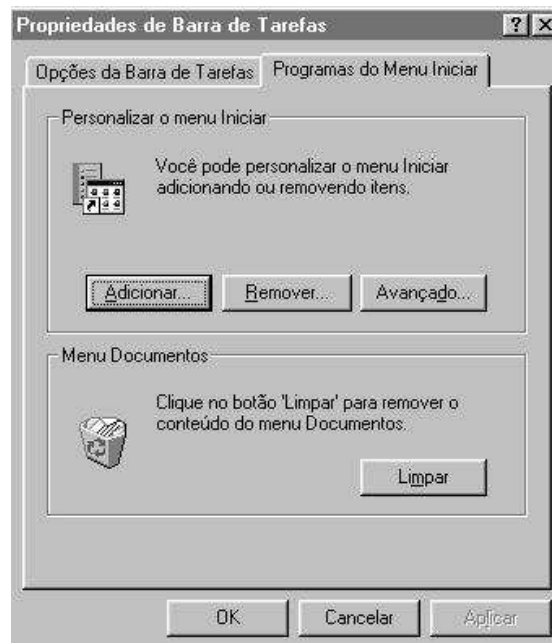 Propriedades de Barra de Tarefas
Opções da Barra de Tarefas
Programas do Menu Iniciar
Personalizar o menu Iniciar
Você pode personalizar o menu Iniciar
adicionando ou removendo itens.
Adicionar...
Remover...
Avançado...
Menu Documentos
Clique no botão 'Limpar' para remover o
conteúdo do menu Documentos.
Limpar
OK
Cancelar
Aplicar